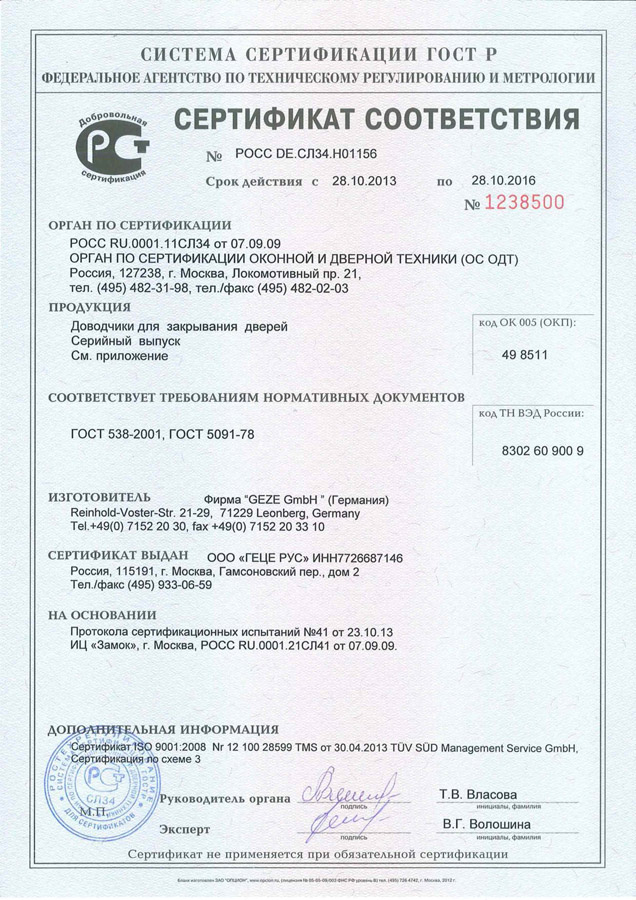 СИСТЕМА СЕРТИФИКАЦИИ ГОСТ Р
ФЕДЕРАЛЬНОЕ АГЕНТСТВО ПО ТЕХНИЧЕСКОМУ РЕГУЛИРОВАНИЮ И МЕТРОЛОГИИ
Добровольная
сертификация
СЕРТИФИКАТ СООТВЕТСТВИЯ
№ РОСС DE.СЛ34.Н01156
Срок действия с 28.10.2013 по 28.10.2016
№ 1238500
ОРГАН ПО СЕРТИФИКАЦИИ
РОСС RU.0001.11СЛ34 от 07.09.09
ОРГАН ПО СЕРТИФИКАЦИИ ОКОННОЙ И ДВЕРНОЙ ТЕХНИКИ (ОС ОДТ)
Россия, 127238, г. Москва, Локомотивный пр. 21,
тел. (495) 482-31-98, тел./факс (495) 482-02-03
ПРОДУКЦИЯ
Доводчики для закрывания дверей
Серийный выпуск
См. приложение
код ОК 005 (ОКП):
49 8511
СООТВЕТСТВУЕТ ТРЕБОВАНИЯМ НОРМАТИВНЫХ ДОКУМЕНТОВ
ГОСТ 538-2001, ГОСТ 5091-78
код ТН ВЭД России:
8302 60 900 9
ИЗГОТОВИТЕЛЬ Фирма "GEZE GmbH " (Германия)
Reinhold-Voster-Str. 21-29, 71229 Leonberg, Germany
Tel.+49(0) 7152 20 30, fax +49(0) 7152 20 33 10
СЕРТИФИКАТ ВЫДАН ООО «ГЕЦЕ РУС» ИНН7726687146
Россия, 115191, г. Москва, Гамсоновский пер., дом 2
Тел./факс (495) 933-06-59
НА ОСНОВАНИИ
Протокола сертификационных испытаний №41 от 23.10.13
ИЦ «Замок», г. Москва, РОСС RU.0001.21СЛ41 от 07.09.09.
ДОПОЛНИТЕЛЬНАЯ ИНФОРМАЦИЯ
Сертификат ISO 9001:2008 Nr 12 100 28599 TMS от 30.04.2013 TÜV SÜD Management Service GmbH,
Сертификация по схеме 3
СЛ34
ДЛЯ СЕРТИФИКАТОВ
М.П.
Руководитель органа
подпись
Т.В. Власова
инициалы, фамилия
Эксперт
подпись
В.Г. Волошина
инициалы, фамилия
Сертификат не применяется при обязательной сертификации